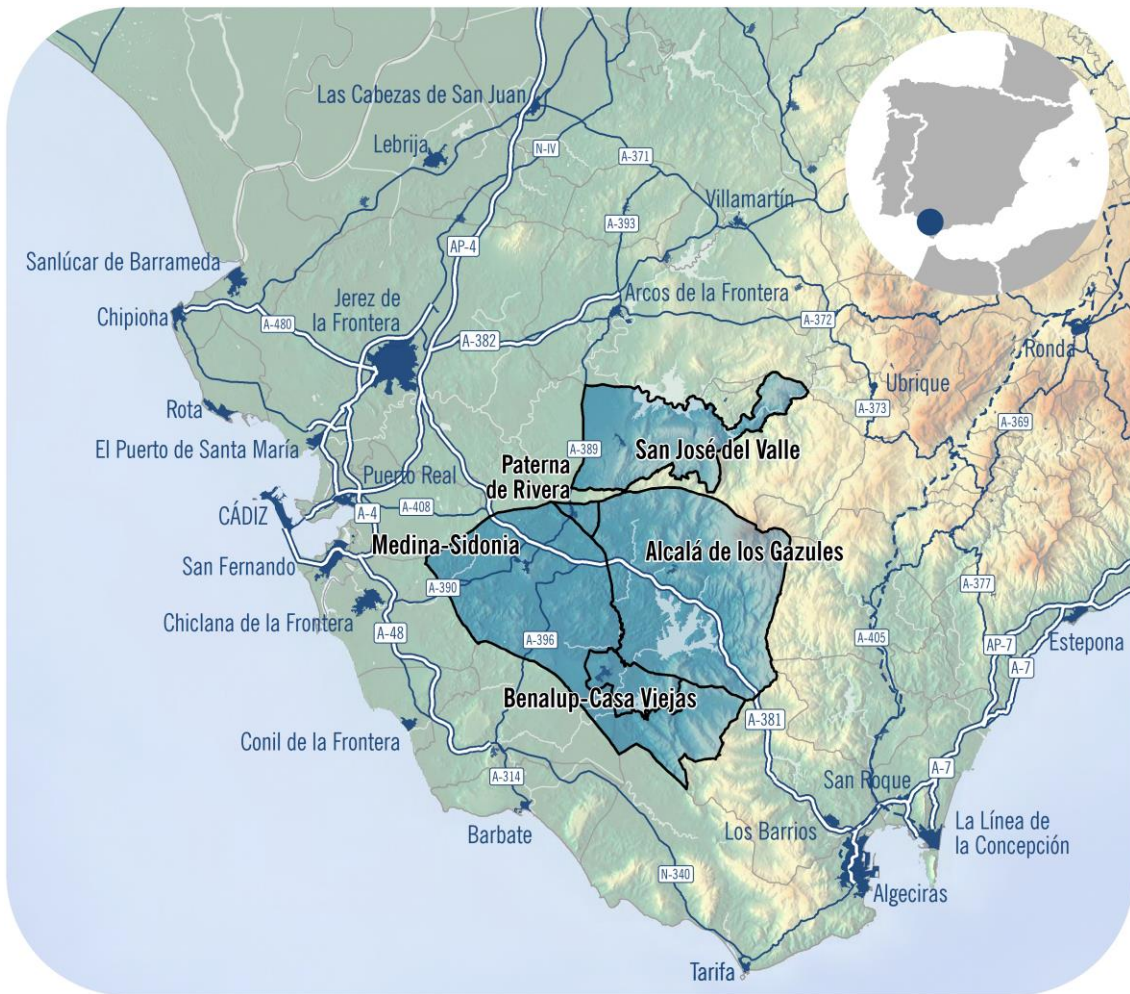 Las Cabezas de San Juan
Lebrija
N-IV
A-371
Villamartín
A-393
AP-4
Sanlúcar de Barrameda
Chipiona
A-480
Jerez de
la Frontera
A-382
Arcos de la Frontera
A-372
Ronda
Ubrique
A-373
A-369
Rota
El Puerto de Santa María
A-389
San José del Valle
Paterna
de Rivera
Puerto Real
A-408
CÁDIZ
A-4
Medina-Sidonia
Alcalá de los Gazules
San Fernando
A-390
A-377
Chiclana de la Frontera
A-48
A-396
A-405
AP-7
Estepona
A-7
Benalup-Casa Viejas
A-381
Conil de la Frontera
A-314
A-7
San Roque
Barbate
Los Barrios
La Línea de
la Concepción
N-340
Algeciras
Tarifa